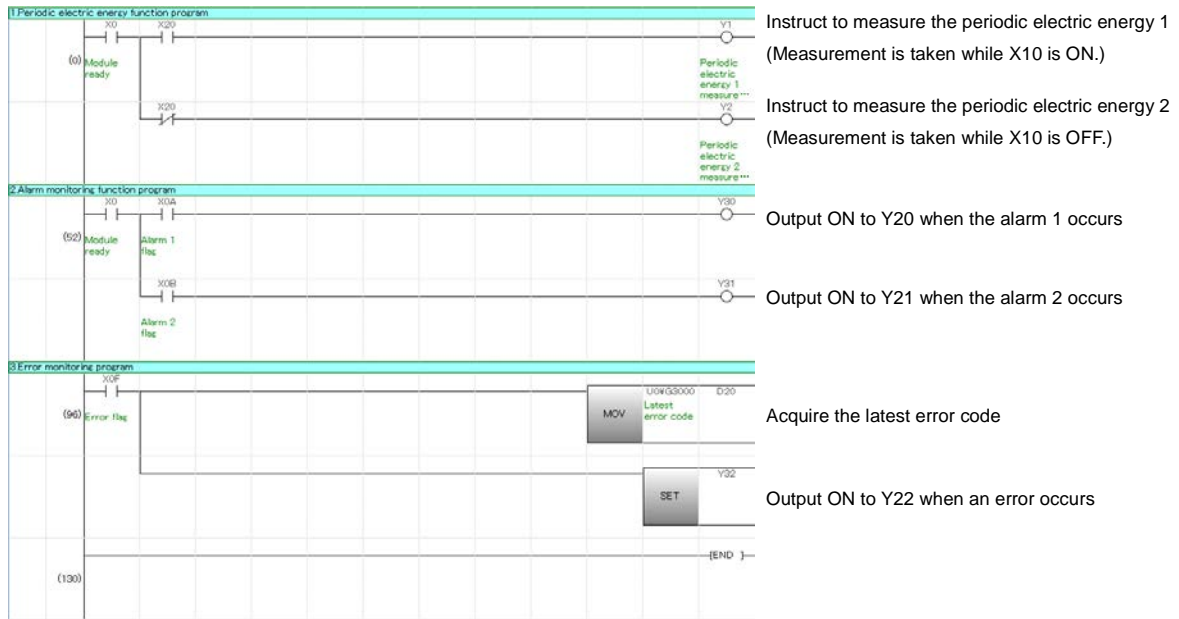 1 Periodic electric energy function program
X0 X20 Y1
Instruct to measure the periodic electric energy 1
(Measurement is taken while X10 is ON.)
(0) Module ready
Periodic electric energy 1 measure…
X20 Y2
Instruct to measure the periodic electric energy 2
(Measurement is taken while X10 is OFF.)
Periodic electric energy 2 measure…
2 Alarm monitoring function program
X0 X0A Y30
Output ON to Y20 when the alarm 1 occurs
(52) Module ready
Alarm 1 flag
X0B Y31
Output ON to Y21 when the alarm 2 occurs
Alarm 2 flag
3 Error monitoring program
X0F
(96) Error flag
MOV U0¥G3000 D20
Latest error code
Acquire the latest error code
SET Y32
Output ON to Y22 when an error occurs
[END ]
(130)